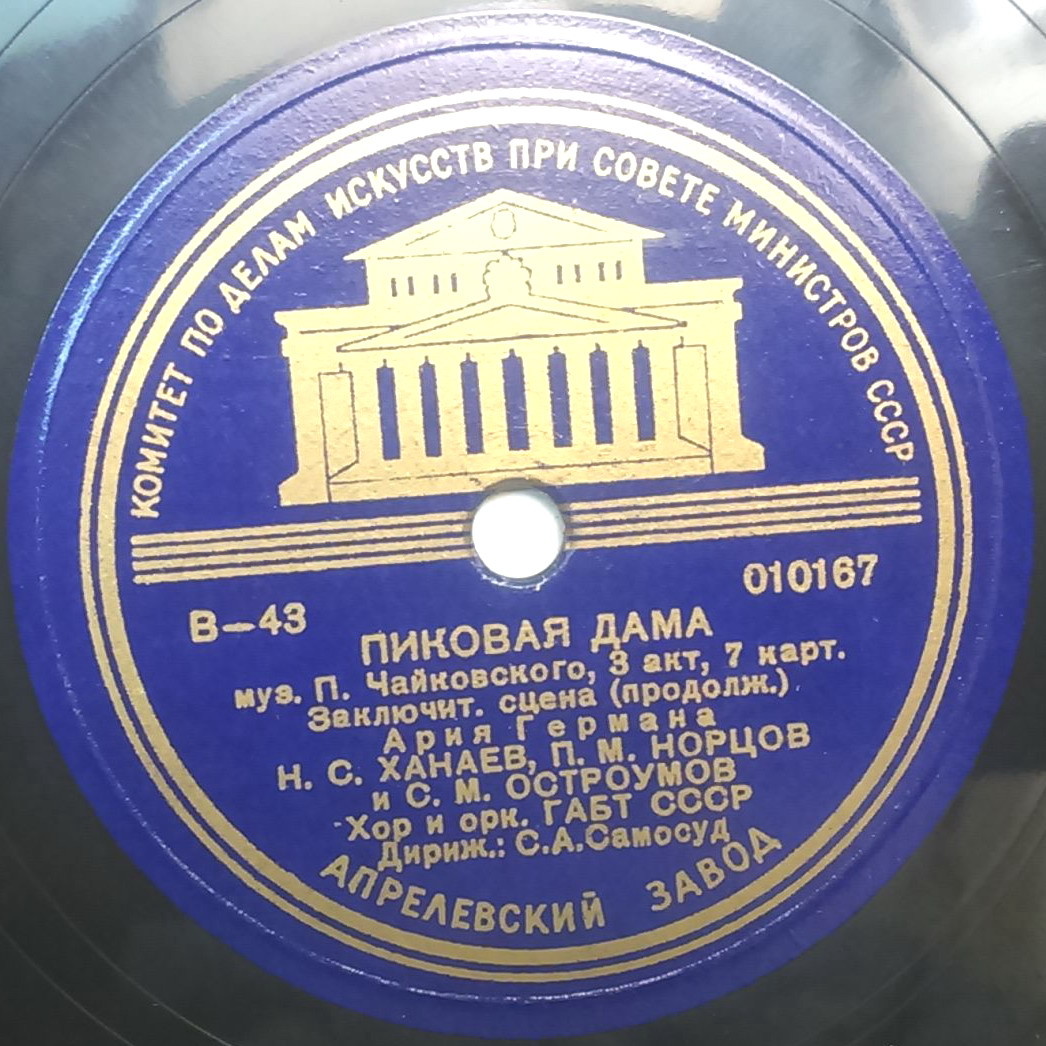 КОМИТЕТ ПО ДЕЛАМ ИСКУССТВ ПРИ СОВЕТЕ МИНИСТРОВ СССР
В—43
010167
ПИКОВАЯ ДАМА
муз. П. Чайковского, 3 акт, 7 карт.
Заключит. сцена (продолж.)
Ария Германа
Н. С. ХАНАЕВ, П. М. НОРЦОВ
и С. М. ОСТРОУМОВ
Хор и орк. ГАБТ СССР
Дириж.: С.А.Самосуд
АПРЕЛЕВСКИЙ ЗАВОД